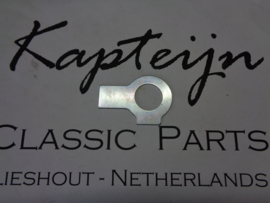 Kapteijn
CLASSIC PARTS
LIESHOUT - NETHERLANDS